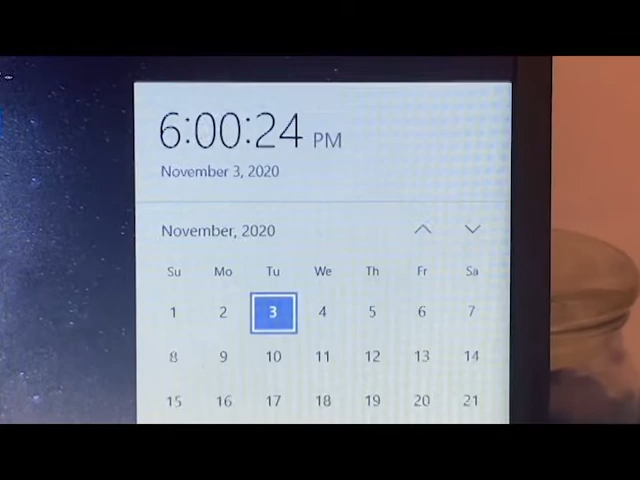 6:00:24 PM
November 3, 2020
November, 2020
Su Mo Tu We Th Fr Sa
1 2 3 4 5 6 7
8 9 10 11 12 13 14
15 16 17 18 19 20 21